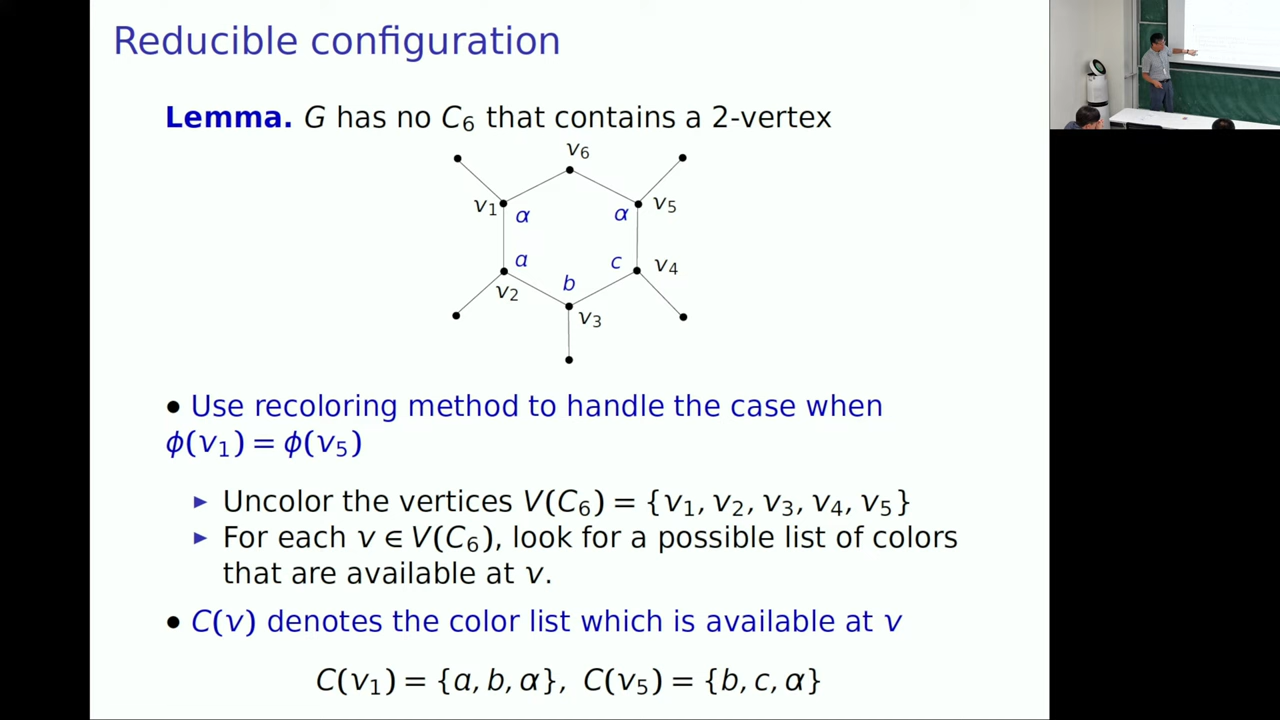 Reducible configuration
Lemma. G has no C₆ that contains a 2-vertex
v₆
v₁
v₅
α
α
a
c
v₄
b
v₂
v₃
● Use recoloring method to handle the case when
ϕ(v₁) = ϕ(v₅)
▶ Uncolor the vertices V(C₆) = {v₁, v₂, v₃, v₄, v₅}
▶ For each v ∈ V(C₆), look for a possible list of colors
that are available at v.
● C(v) denotes the color list which is available at v
C(v₁) = {a, b, α}, C(v₅) = {b, c, α}